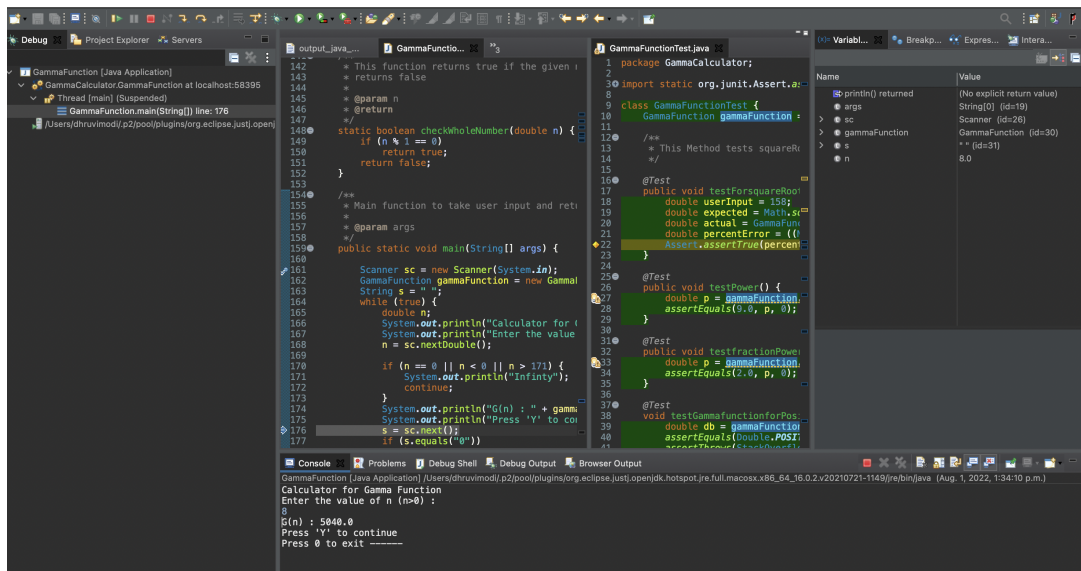 Debug
Project Explorer
Servers
GammaFunction [Java Application]
GammaCalculator.GammaFunction at localhost:58395
Thread [main] (Suspended)
GammaFunction.main(String[]) line: 176
/Users/dhruvimodi/.p2/pool/plugins/org.eclipse.justj.openj
output_java_...
GammaFunctio...
»3
142 * This function returns true if the given
143 * returns false
144 *
145 * @param n
146 * @return
147 */
148 static boolean checkWholeNumber(double n) {
149 if (n % 1 == 0)
150 return true;
151 return false;
152 }
153
154 /**
155 * Main function to take user input and retu
156 *
157 * @param args
158 */
159 public static void main(String[] args) {
160
161 Scanner sc = new Scanner(System.in);
162 GammaFunction gammaFunction = new Gammal
163 String s = " ";
164 while (true) {
165 double n;
166 System.out.println("Calculator for G
167 System.out.println("Enter the value
168 n = sc.nextDouble();
169
170 if (n == 0 || n < 0 || n > 171) {
171 System.out.println("Infinty");
172 continue;
173 }
174 System.out.println("G(n) : " + gamma
175 System.out.println("Press 'Y' to con
176 s = sc.next();
177 if (s.equals("0"))
GammaFunctionTest.java
1 package GammaCalculator;
2
3 import static org.junit.Assert.as
8
9 class GammaFunctionTest {
10 GammaFunction gammaFunction =
11
12 /**
13 * This Method tests squareRo
14 */
15
16 @Test
17 public void testForsquareRoot
18 double userInput = 158;
19 double expected = Math.sq
20 double actual = GammaFunc
21 double percentError = ((M
22 Assert.assertTrue(percent
23 }
24
25 @Test
26 public void testPower() {
27 double p = gammaFunction.
28 assertEquals(9.0, p, 0);
29 }
30
31 @Test
32 public void testfractionPower
33 double p = gammaFunction.
34 assertEquals(2.0, p, 0);
35 }
36
37 @Test
38 void testGammafunctionforPos
39 double db = gammaFunction
40 assertEquals(Double.POSIT
41 assertThrows(StackOverfl
(x)= Variabl...
Breakp...
Expres...
Intera...
Name Value
println() returned (No explicit return value)
args String[0] (id=19)
sc Scanner (id=26)
gammaFunction GammaFunction (id=30)
s " " (id=31)
n 8.0
Console
Problems
Debug Shell
Debug Output
Browser Output
GammaFunction [Java Application] /Users/dhruvimodi/.p2/pool/plugins/org.eclipse.justj.openjdk.hotspot.jre.full.macosx.x86_64_16.0.2.v20210721-1149/jre/bin/java (Aug. 1, 2022, 1:34:10 p.m.)
Calculator for Gamma Function
Enter the value of n (n>0) :
8
G(n) : 5040.0
Press 'Y' to continue
Press 0 to exit ------